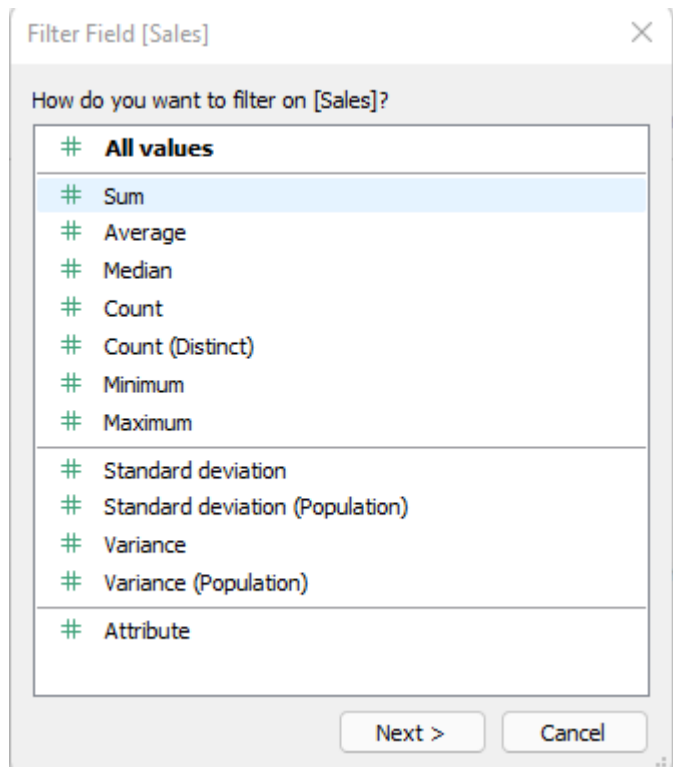 Filter Field [Sales]
How do you want to filter on [Sales]?
# All values
# Sum
# Average
# Median
# Count
# Count (Distinct)
# Minimum
# Maximum
# Standard deviation
# Standard deviation (Population)
# Variance
# Variance (Population)
# Attribute
Next > Cancel